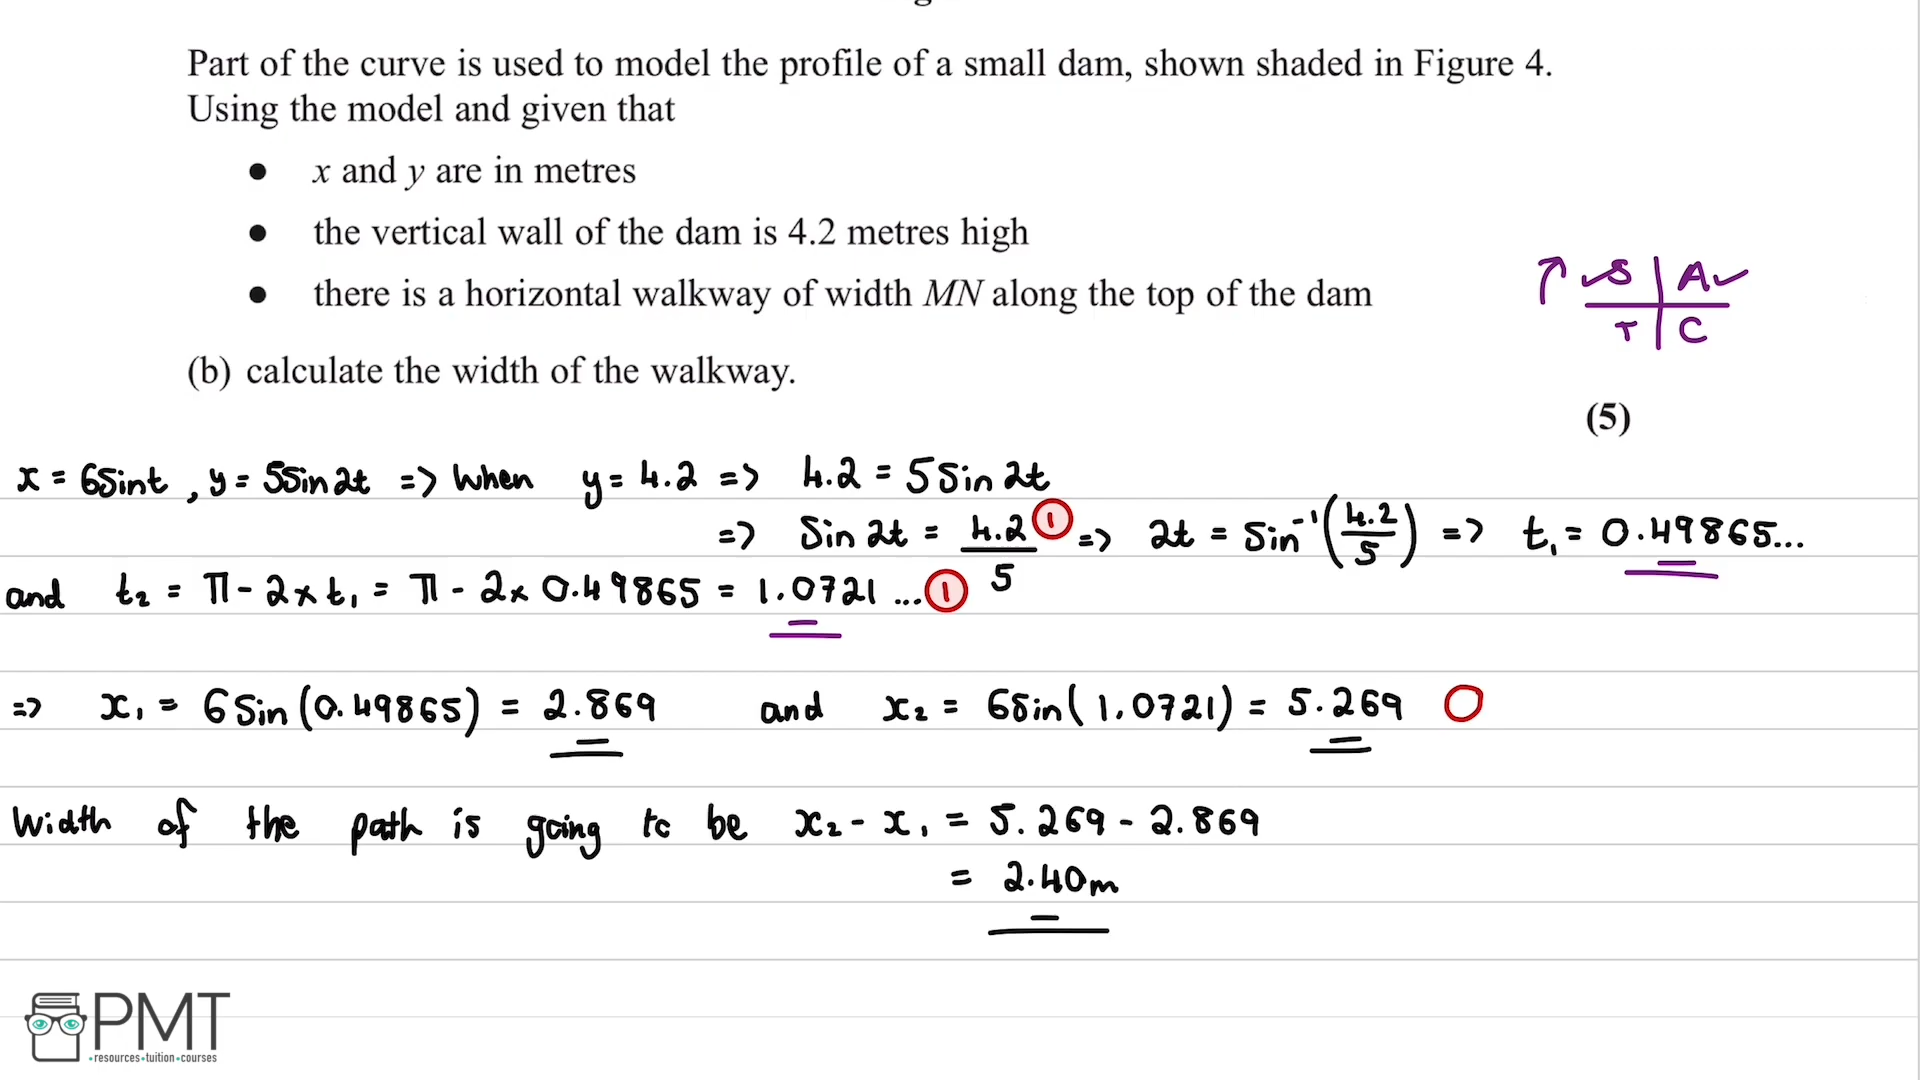 Part of the curve is used to model the profile of a small dam, shown shaded in Figure 4.
Using the model and given that
• x and y are in metres
• the vertical wall of the dam is 4.2 metres high
• there is a horizontal walkway of width MN along the top of the dam
S A
T C
(b) calculate the width of the walkway.
(5)
x = 6Sint , y = 5Sin2t => When y = 4.2 => 4.2 = 5Sin2t
=> Sin2t = 4.2/5 ① => 2t = Sin⁻¹(4.2/5) => t₁ = 0.49865...
and t₂ = π - 2×t₁ = π - 2×0.49865 = 1.0721 ... ①
=> x₁ = 6Sin(0.49865) = 2.869 and x₂ = 6Sin(1.0721) = 5.269
Width of the path is going to be x₂ - x₁ = 5.269 - 2.869
= 2.40m
PMT
•resources•tuition•courses